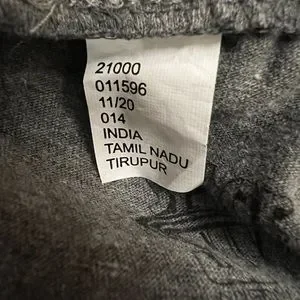 21000
011596
11/20
014
INDIA
TAMIL NADU
TIRUPUR